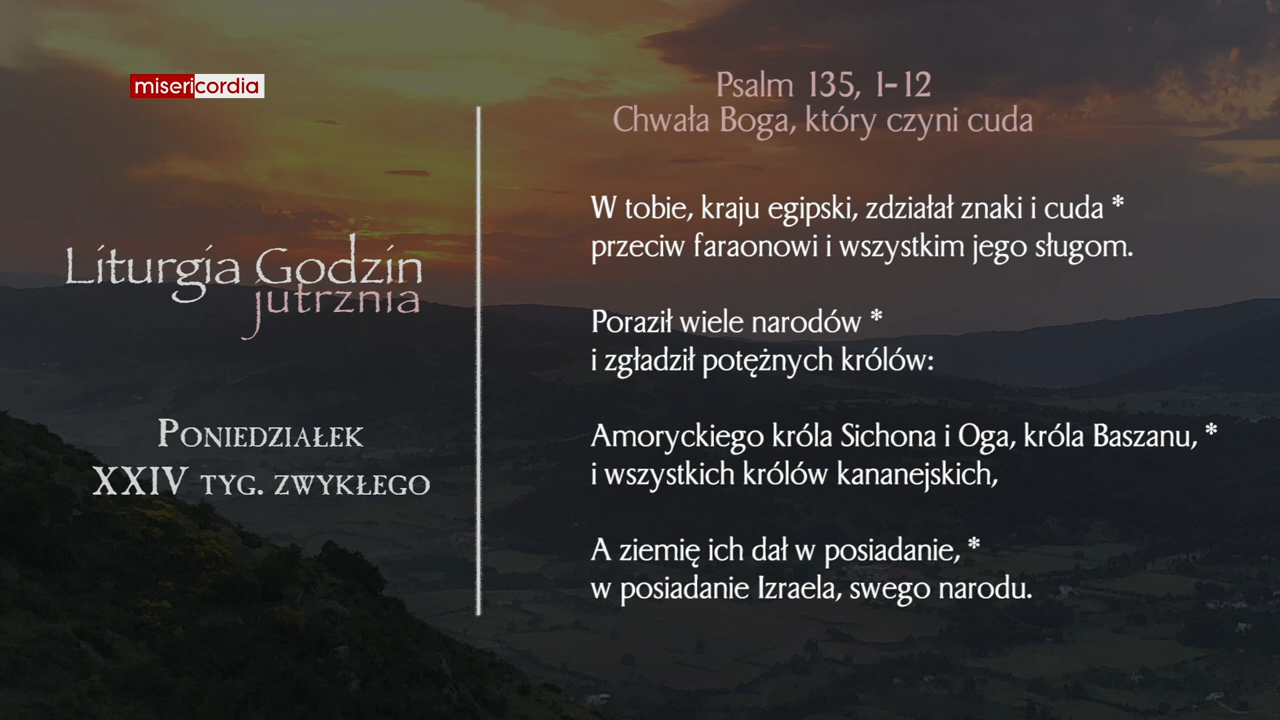 misericordia
Liturgia Godzin
jutrznia
Poniedziałek
XXIV tyg. zwykłego
Psalm 135, 1-12
Chwała Boga, który czyni cuda
W tobie, kraju egipski, zdziałał znaki i cuda *
przeciw faraonowi i wszystkim jego sługom.
Poraził wiele narodów *
i zgładził potężnych królów:
Amoryckiego króla Sichona i Oga, króla Baszanu, *
i wszystkich królów kananejskich,
A ziemię ich dał w posiadanie, *
w posiadanie Izraela, swego narodu.